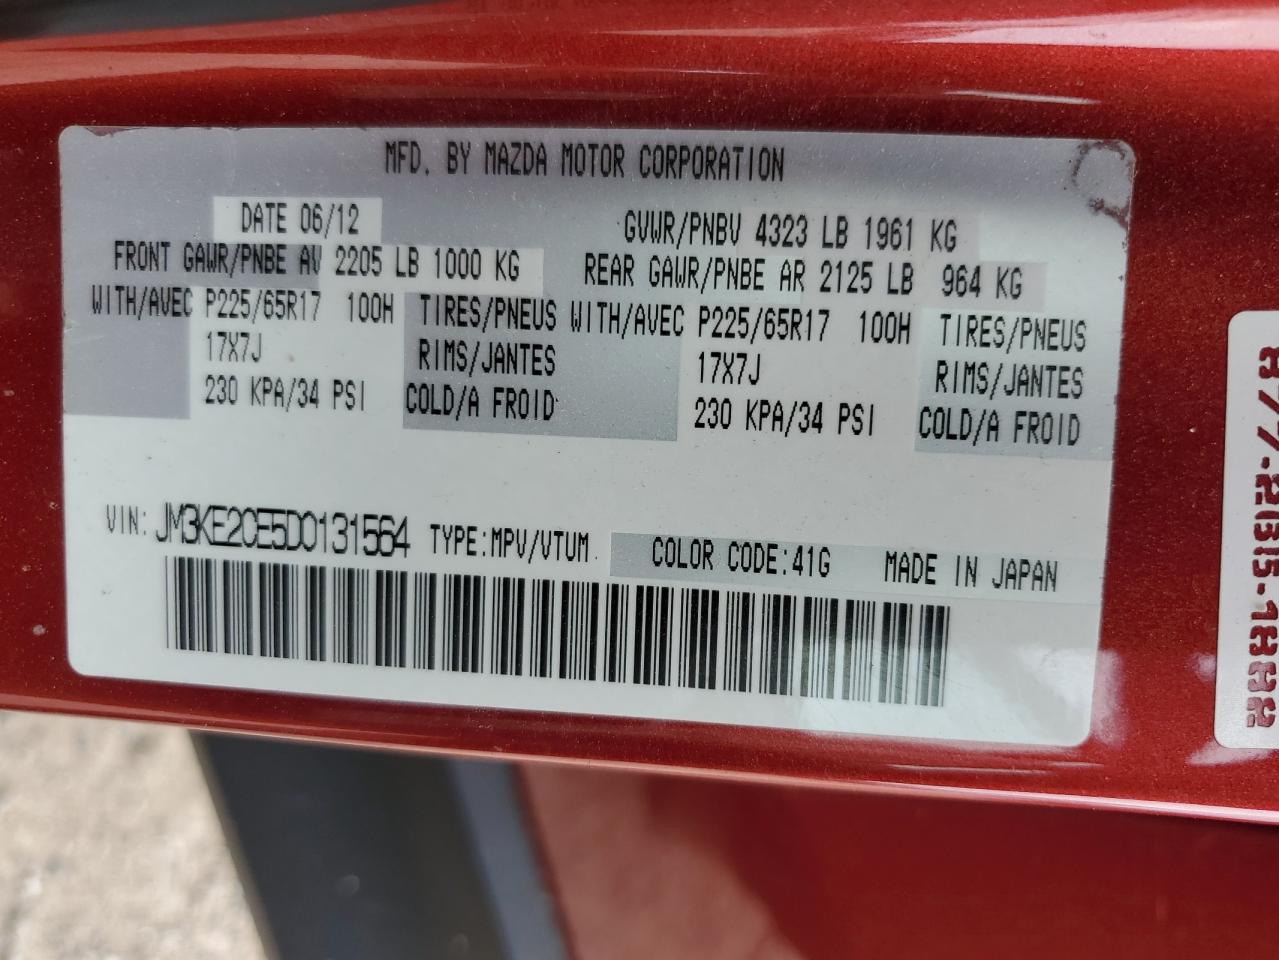 MFD. BY MAZDA MOTOR CORPORATION
DATE 06/12 GVWR/PNBV 4323 LB 1961 KG
FRONT GAWR/PNBE AV 2205 LB 1000 KG REAR GAWR/PNBE AR 2125 LB 964 KG
WITH/AVEC P225/65R17 100H TIRES/PNEUS WITH/AVEC P225/65R17 100H TIRES/PNEUS
17X7J RIMS/JANTES 17X7J RIMS/JANTES
230 KPA/34 PSI COLD/A FROID 230 KPA/34 PSI COLD/A FROID
VIN: JM3KE2CE5D0131564 TYPE:MPV/VTUM COLOR CODE:41G MADE IN JAPAN